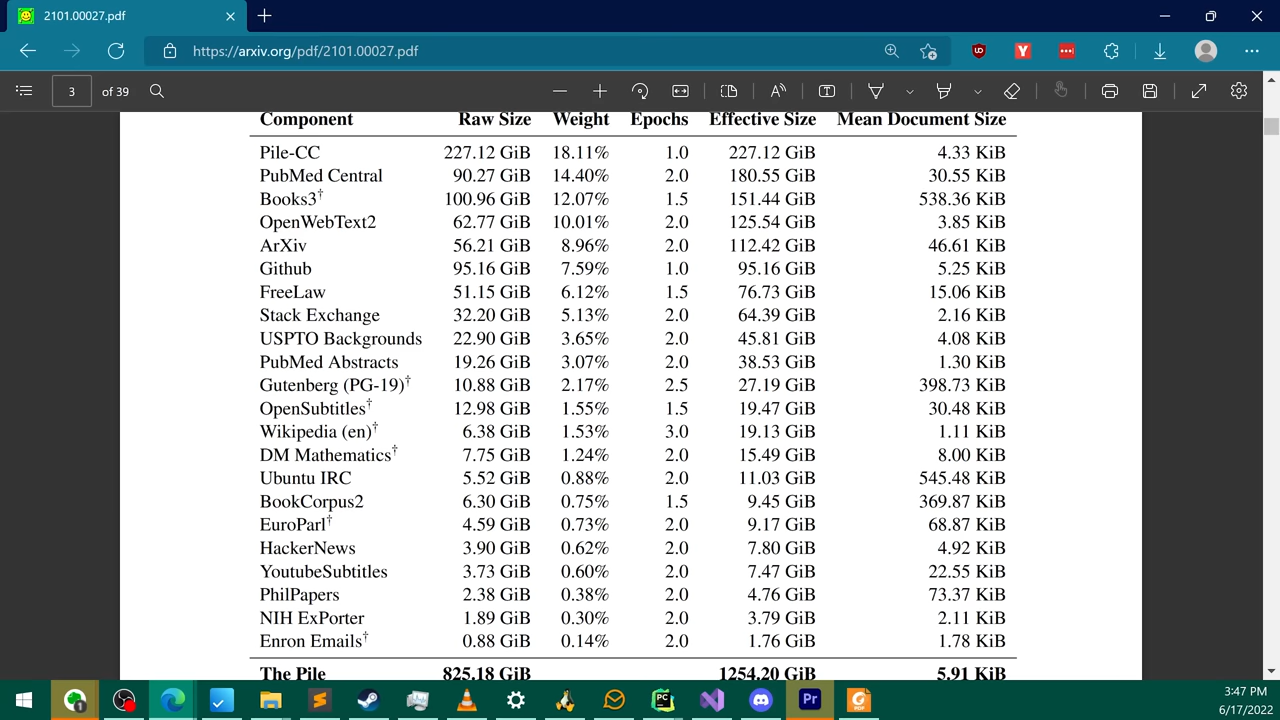 2101.00027.pdf
https://arxiv.org/pdf/2101.00027.pdf
3 of 39
Component Raw Size Weight Epochs Effective Size Mean Document Size
Pile-CC 227.12 GiB 18.11% 1.0 227.12 GiB 4.33 KiB
PubMed Central 90.27 GiB 14.40% 2.0 180.55 GiB 30.55 KiB
Books3† 100.96 GiB 12.07% 1.5 151.44 GiB 538.36 KiB
OpenWebText2 62.77 GiB 10.01% 2.0 125.54 GiB 3.85 KiB
ArXiv 56.21 GiB 8.96% 2.0 112.42 GiB 46.61 KiB
Github 95.16 GiB 7.59% 1.0 95.16 GiB 5.25 KiB
FreeLaw 51.15 GiB 6.12% 1.5 76.73 GiB 15.06 KiB
Stack Exchange 32.20 GiB 5.13% 2.0 64.39 GiB 2.16 KiB
USPTO Backgrounds 22.90 GiB 3.65% 2.0 45.81 GiB 4.08 KiB
PubMed Abstracts 19.26 GiB 3.07% 2.0 38.53 GiB 1.30 KiB
Gutenberg (PG-19)† 10.88 GiB 2.17% 2.5 27.19 GiB 398.73 KiB
OpenSubtitles† 12.98 GiB 1.55% 1.5 19.47 GiB 30.48 KiB
Wikipedia (en)† 6.38 GiB 1.53% 3.0 19.13 GiB 1.11 KiB
DM Mathematics† 7.75 GiB 1.24% 2.0 15.49 GiB 8.00 KiB
Ubuntu IRC 5.52 GiB 0.88% 2.0 11.03 GiB 545.48 KiB
BookCorpus2 6.30 GiB 0.75% 1.5 9.45 GiB 369.87 KiB
EuroParl† 4.59 GiB 0.73% 2.0 9.17 GiB 68.87 KiB
HackerNews 3.90 GiB 0.62% 2.0 7.80 GiB 4.92 KiB
YoutubeSubtitles 3.73 GiB 0.60% 2.0 7.47 GiB 22.55 KiB
PhilPapers 2.38 GiB 0.38% 2.0 4.76 GiB 73.37 KiB
NIH ExPorter 1.89 GiB 0.30% 2.0 3.79 GiB 2.11 KiB
Enron Emails† 0.88 GiB 0.14% 2.0 1.76 GiB 1.78 KiB
The Pile 825.18 GiB 1254.20 GiB 5.91 KiB
3:47 PM
6/17/2022